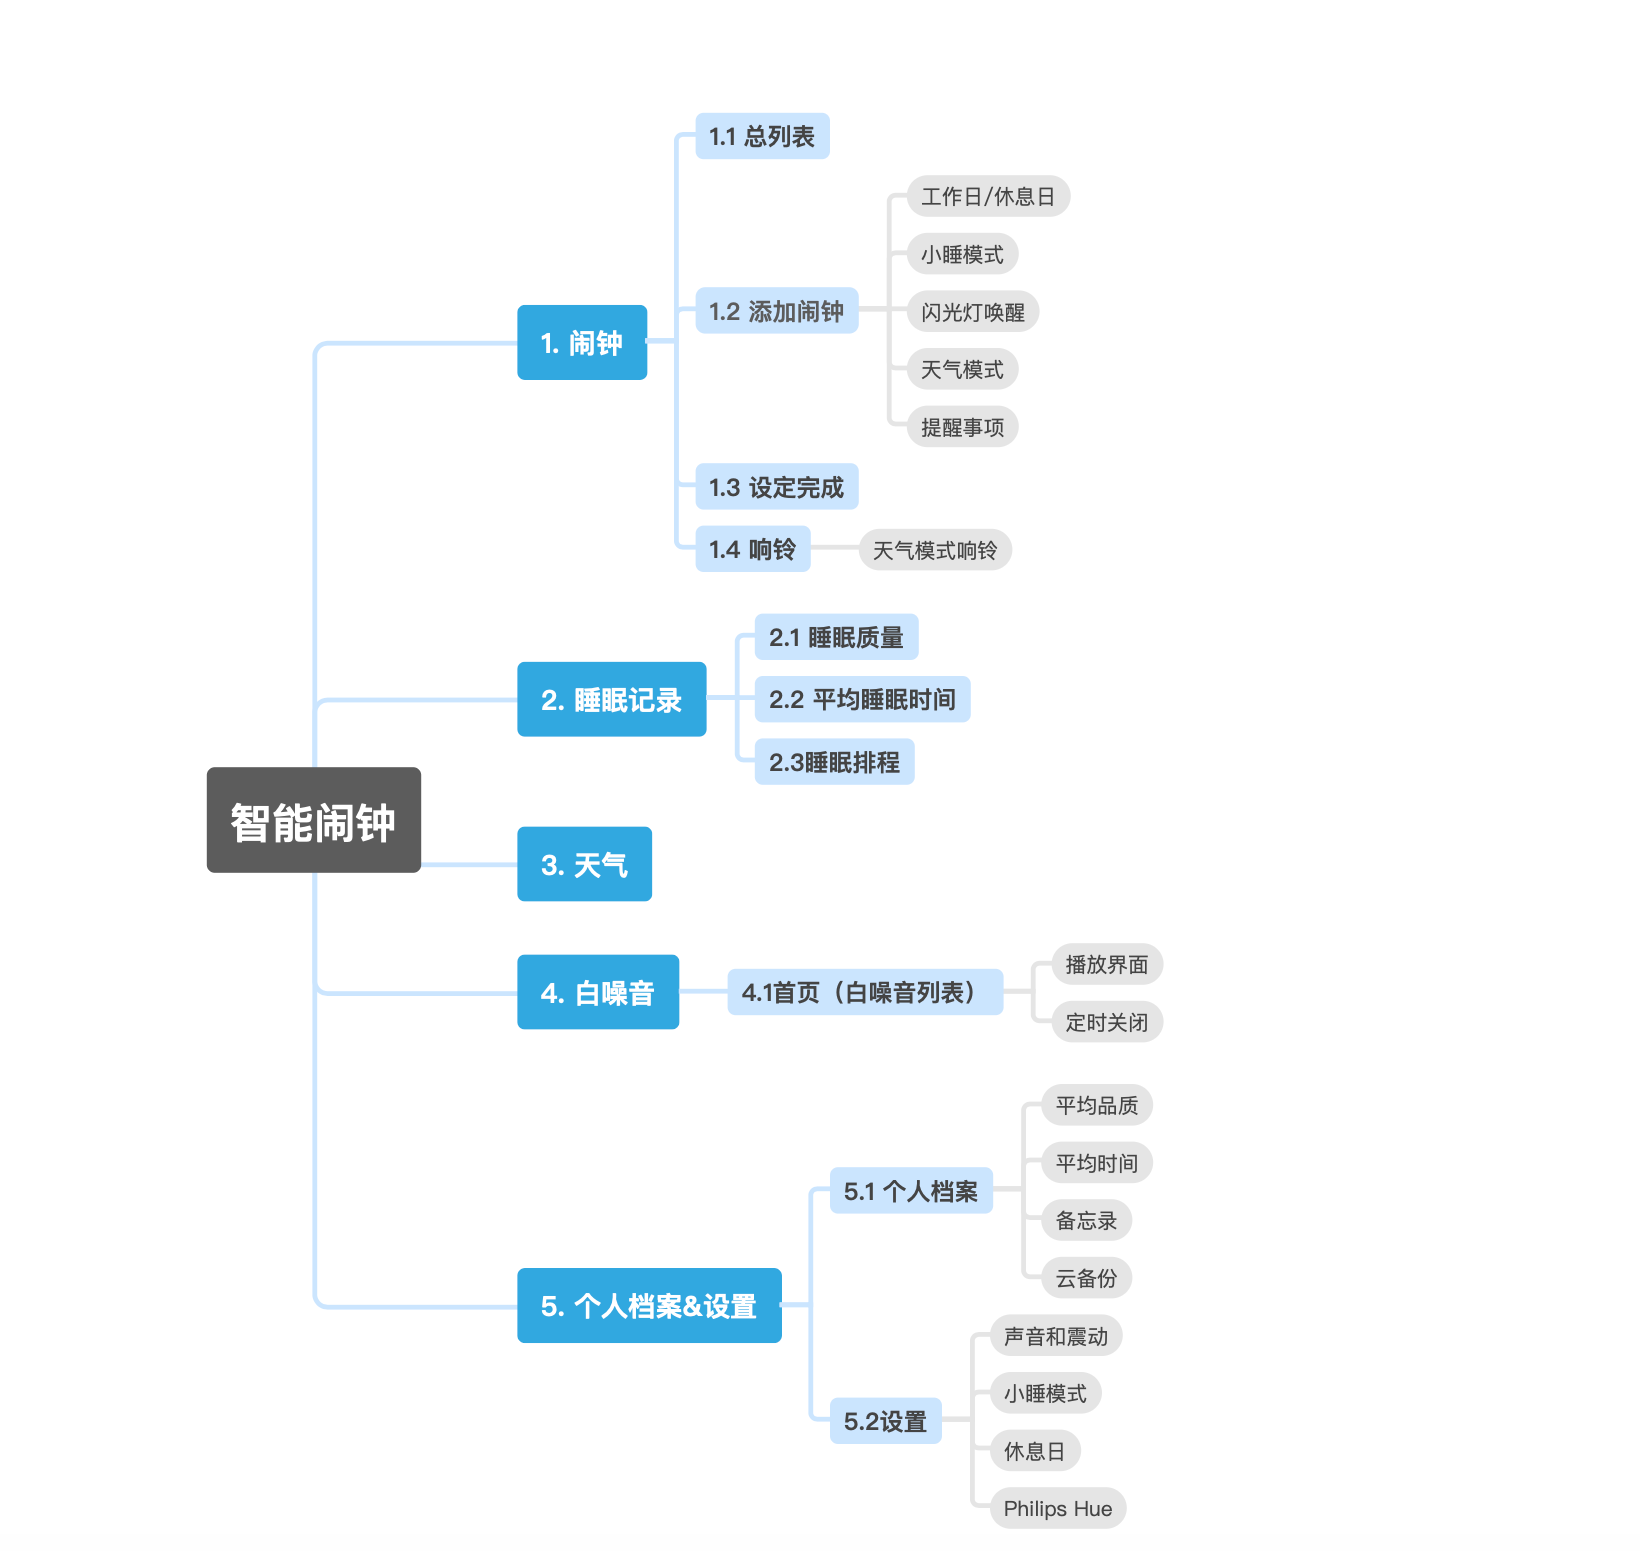 智能闹钟
1. 闹钟
1.1 总列表
1.2 添加闹钟
工作日/休息日
小睡模式
闪光灯唤醒
天气模式
提醒事项
1.3 设定完成
1.4 响铃
天气模式响铃
2. 睡眠记录
2.1 睡眠质量
2.2 平均睡眠时间
2.3睡眠排程
3. 天气
4. 白噪音
4.1首页（白噪音列表）
播放界面
定时关闭
5. 个人档案&设置
5.1 个人档案
平均品质
平均时间
备忘录
云备份
5.2设置
声音和震动
小睡模式
休息日
Philips Hue